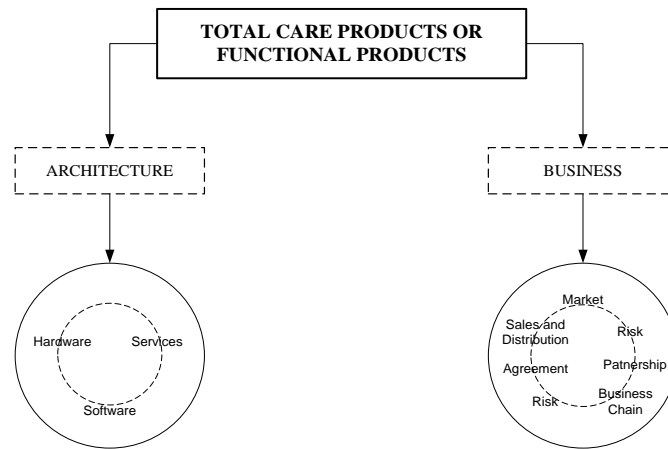 TOTAL CARE PRODUCTS OR
FUNCTIONAL PRODUCTS
ARCHITECTURE
BUSINESS
Hardware
Services
Software
Market
Sales and
Distribution
Risk
Agreement
Patnership
Risk
Business
Chain